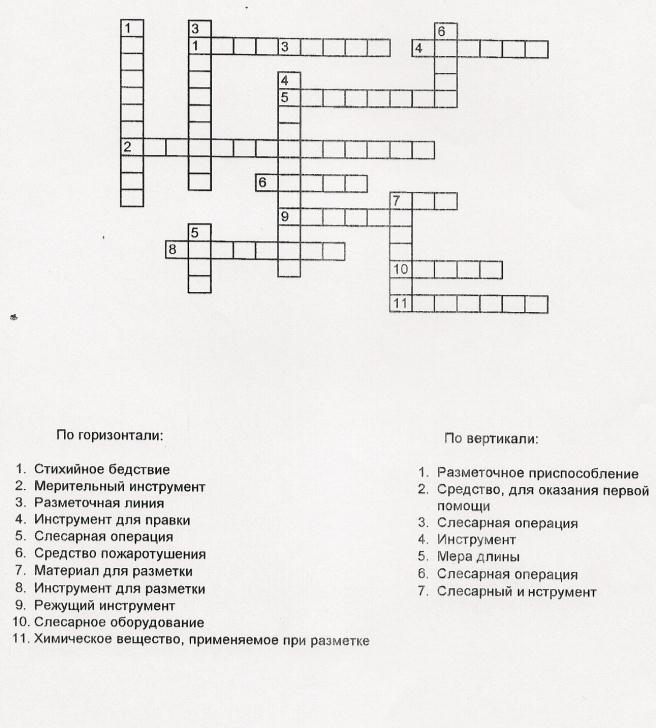 1 3 6
1 3 4
4
5
2
6
7
9
5
8
10
11
По горизонтали:
1. Стихийное бедствие
2. Мерительный инструмент
3. Разметочная линия
4. Инструмент для правки
5. Слесарная операция
6. Средство пожаротушения
7. Материал для разметки
8. Инструмент для разметки
9. Режущий инструмент
10. Слесарное оборудование
11. Химическое вещество, применяемое при разметке
По вертикали:
1. Разметочное приспособление
2. Средство, для оказания первой
помощи
3. Слесарная операция
4. Инструмент
5. Мера длины
6. Слесарная операция
7. Слесарный и нструмент